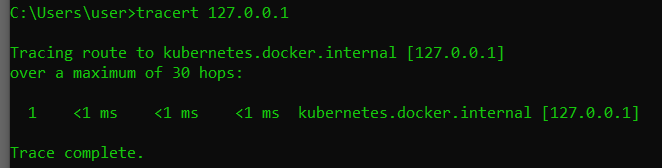 C:\Users\user>tracert 127.0.0.1
Tracing route to kubernetes.docker.internal [127.0.0.1]
over a maximum of 30 hops:
1 <1 ms <1 ms <1 ms kubernetes.docker.internal [127.0.0.1]
Trace complete.